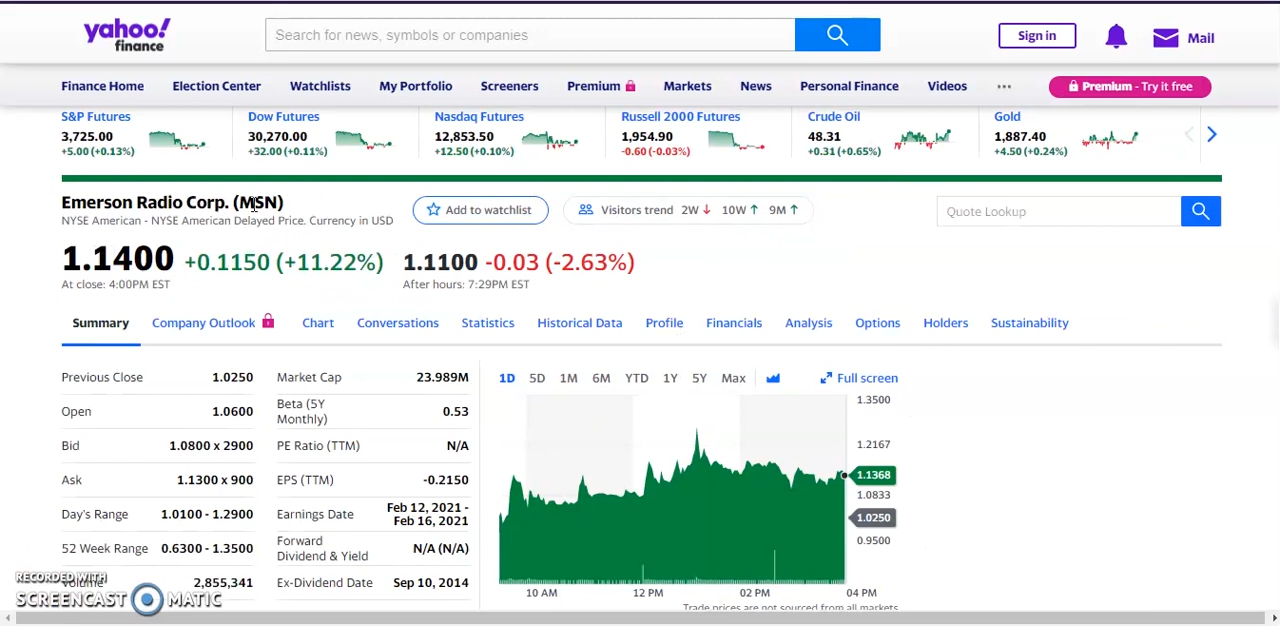 yahoo!
finance
Search for news, symbols or companies
Sign in
Mail
Finance Home Election Center Watchlists My Portfolio Screeners Premium Markets News Personal Finance Videos ... Premium - Try it free
S&P Futures
3,725.00
+5.00 (+0.13%)
Dow Futures
30,270.00
+32.00 (+0.11%)
Nasdaq Futures
12,853.50
+12.50 (+0.10%)
Russell 2000 Futures
1,954.90
-0.60 (-0.03%)
Crude Oil
48.31
+0.31 (+0.65%)
Gold
1,887.40
+4.50 (+0.24%)
Emerson Radio Corp. (MSN)
NYSE American - NYSE American Delayed Price. Currency in USD
Add to watchlist
Visitors trend 2W ↓ 10W ↑ 9M ↑
Quote Lookup
1.1400 +0.1150 (+11.22%)
At close: 4:00PM EST
1.1100 -0.03 (-2.63%)
After hours: 7:29PM EST
Summary Company Outlook Chart Conversations Statistics Historical Data Profile Financials Analysis Options Holders Sustainability
Previous Close 1.0250
Open 1.0600
Bid 1.0800 x 2900
Ask 1.1300 x 900
Day's Range 1.0100 - 1.2900
52 Week Range 0.6300 - 1.3500
Volume 2,855,341
Market Cap 23.989M
Beta (5Y
Monthly) 0.53
PE Ratio (TTM) N/A
EPS (TTM) -0.2150
Earnings Date Feb 12, 2021 -
Feb 16, 2021
Forward
Dividend & Yield N/A (N/A)
Ex-Dividend Date Sep 10, 2014
1D 5D 1M 6M YTD 1Y 5Y Max
Full screen
1.3500
1.2167
1.1368
1.0833
1.0250
0.9500
10 AM 12 PM 02 PM 04 PM
Trade prices are not sourced from all markets
RECORDED WITH
SCREENCAST MATIC